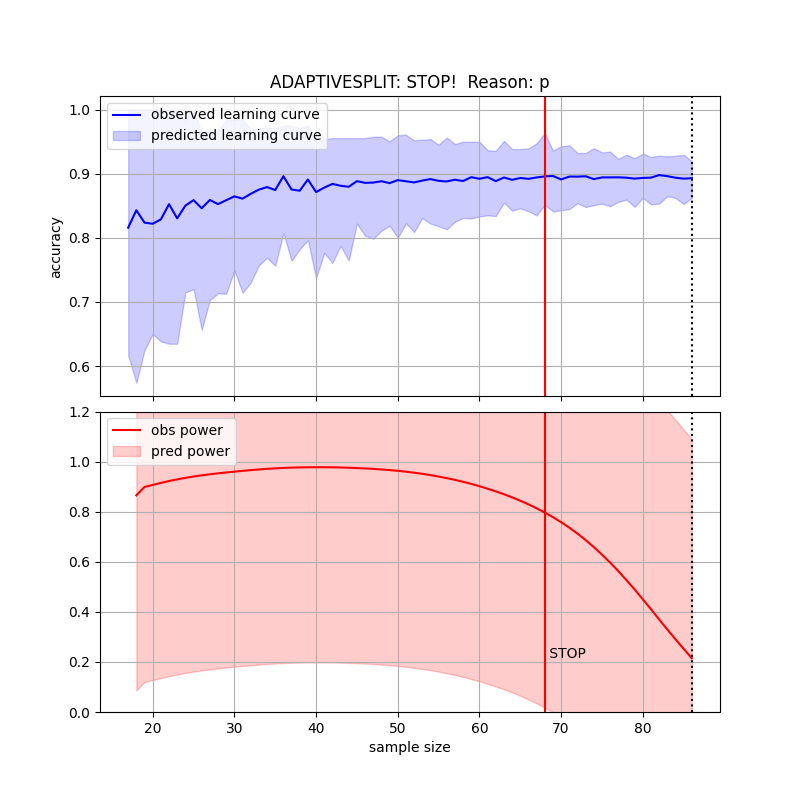 ADAPTIVESPLIT: STOP!  Reason: p
observed learning curve
predicted learning curve
1.0
0.9
0.8
0.7
0.6
accuracy
obs power
pred power
1.2
1.0
0.8
0.6
0.4
0.2
0.0
STOP
20 30 40 50 60 70 80
sample size